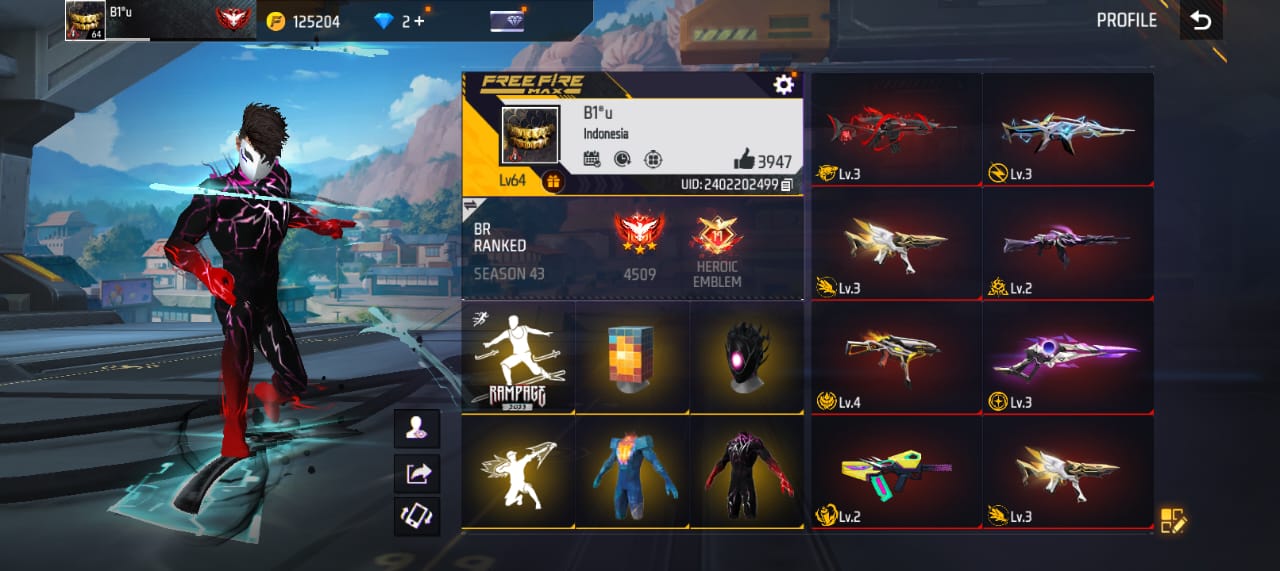 B1®u
64
125204
2+
PROFILE
FREE FIRE
MAX
B1®u
Indonesia
3947
Lv64
UID:2402202499
BR
RANKED
SEASON 43
4509
HEROIC
EMBLEM
RAMPAGE
2023
Lv.3
Lv.3
Lv.3
Lv.2
Lv.4
Lv.3
Lv.2
Lv.3